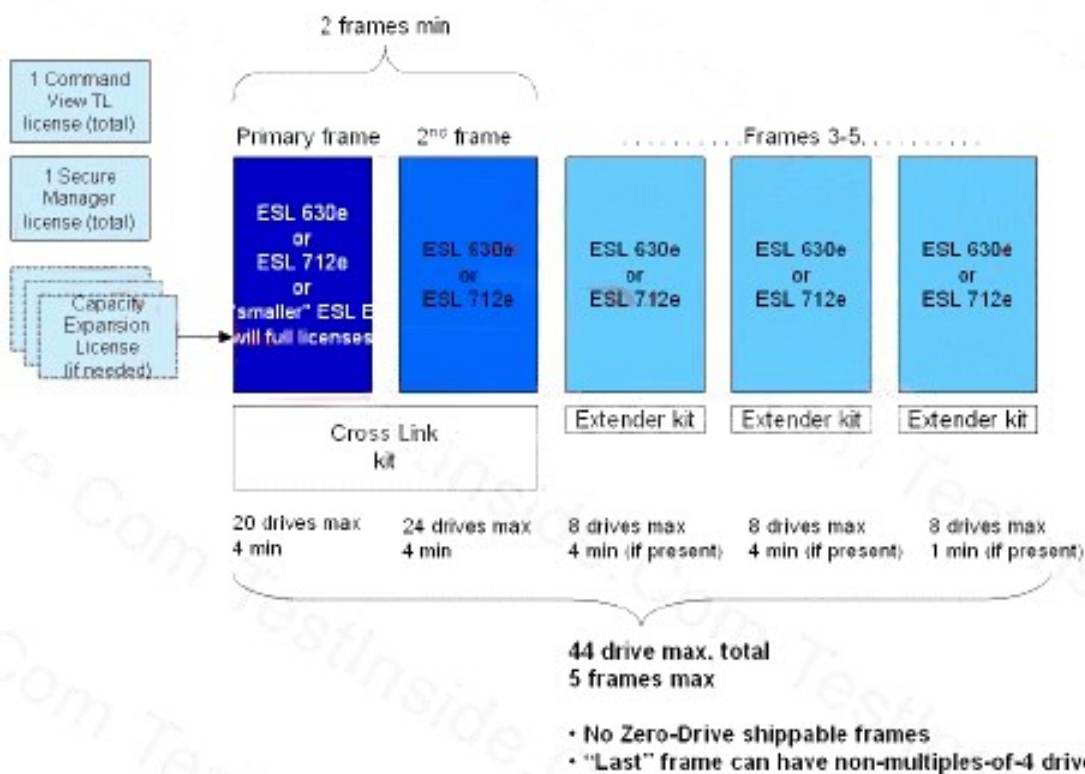 2 frames min
1 Command
View TL
license (total)
1 Secure
Manager
license (total)
Capacity
Expansion
License
(if needed)
Primary frame
2nd frame
Frames 3-5
ESL 630e
or
ESL 712e
or
"smaller" ESL E
will full licenses
ESL 630e
or
ESL 712e
ESL 630e
or
ESL 712e
ESL 630e
or
ESL 712e
ESL 630e
or
ESL 712e
Cross Link
kit
Extender kit
Extender kit
Extender kit
20 drives max
4 min
24 drives max
4 min
8 drives max
4 min (if present)
8 drives max
4 min (if present)
8 drives max
1 min (if present)
44 drive max. total
5 frames max
• No Zero-Drive shippable frames
• "Last" frame can have non-multiples-of-4 drive
Com TestInside.Com TestInside
Com TestInside